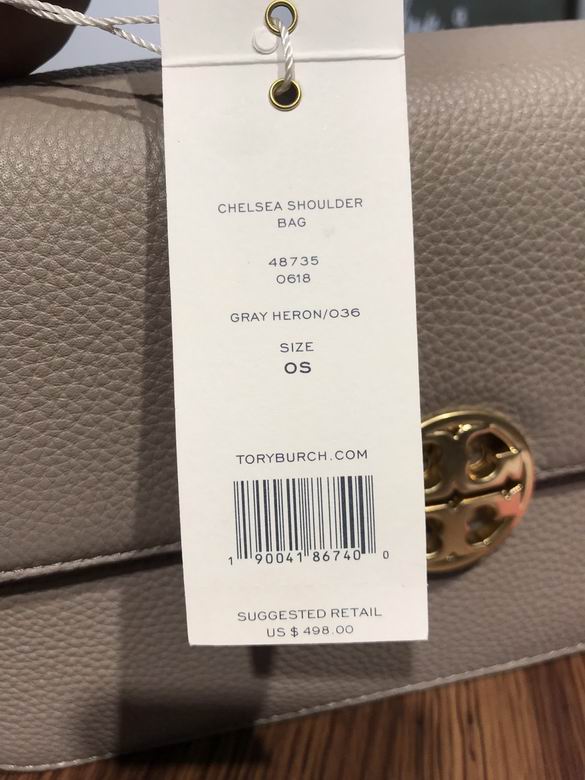 CHELSEA SHOULDER
BAG
48735
0618
GRAY HERON/036
SIZE
OS
TORYBURCH.COM
1 90041 86740 0
SUGGESTED RETAIL
US $ 498.00